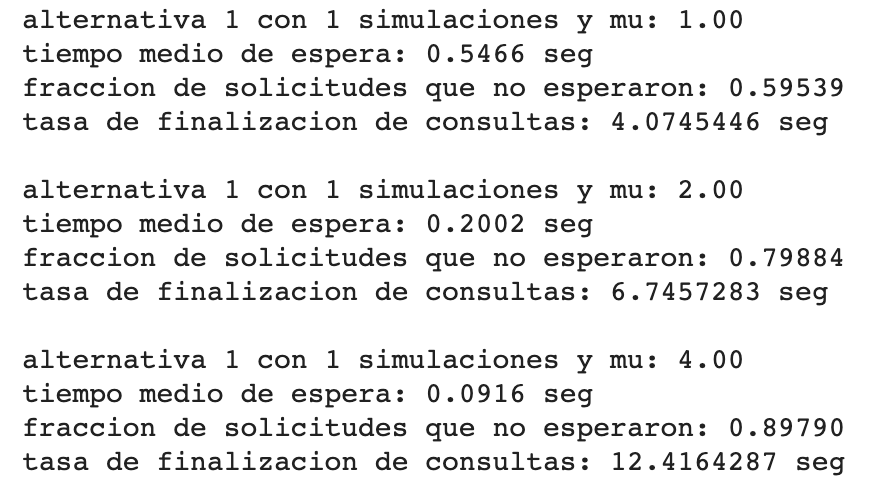 alternativa 1 con 1 simulaciones y mu: 1.00
tiempo medio de espera: 0.5466 seg
fraccion de solicitudes que no esperaron: 0.59539
tasa de finalizacion de consultas: 4.0745446 seg
alternativa 1 con 1 simulaciones y mu: 2.00
tiempo medio de espera: 0.2002 seg
fraccion de solicitudes que no esperaron: 0.79884
tasa de finalizacion de consultas: 6.7457283 seg
alternativa 1 con 1 simulaciones y mu: 4.00
tiempo medio de espera: 0.0916 seg
fraccion de solicitudes que no esperaron: 0.89790
tasa de finalizacion de consultas: 12.4164287 seg